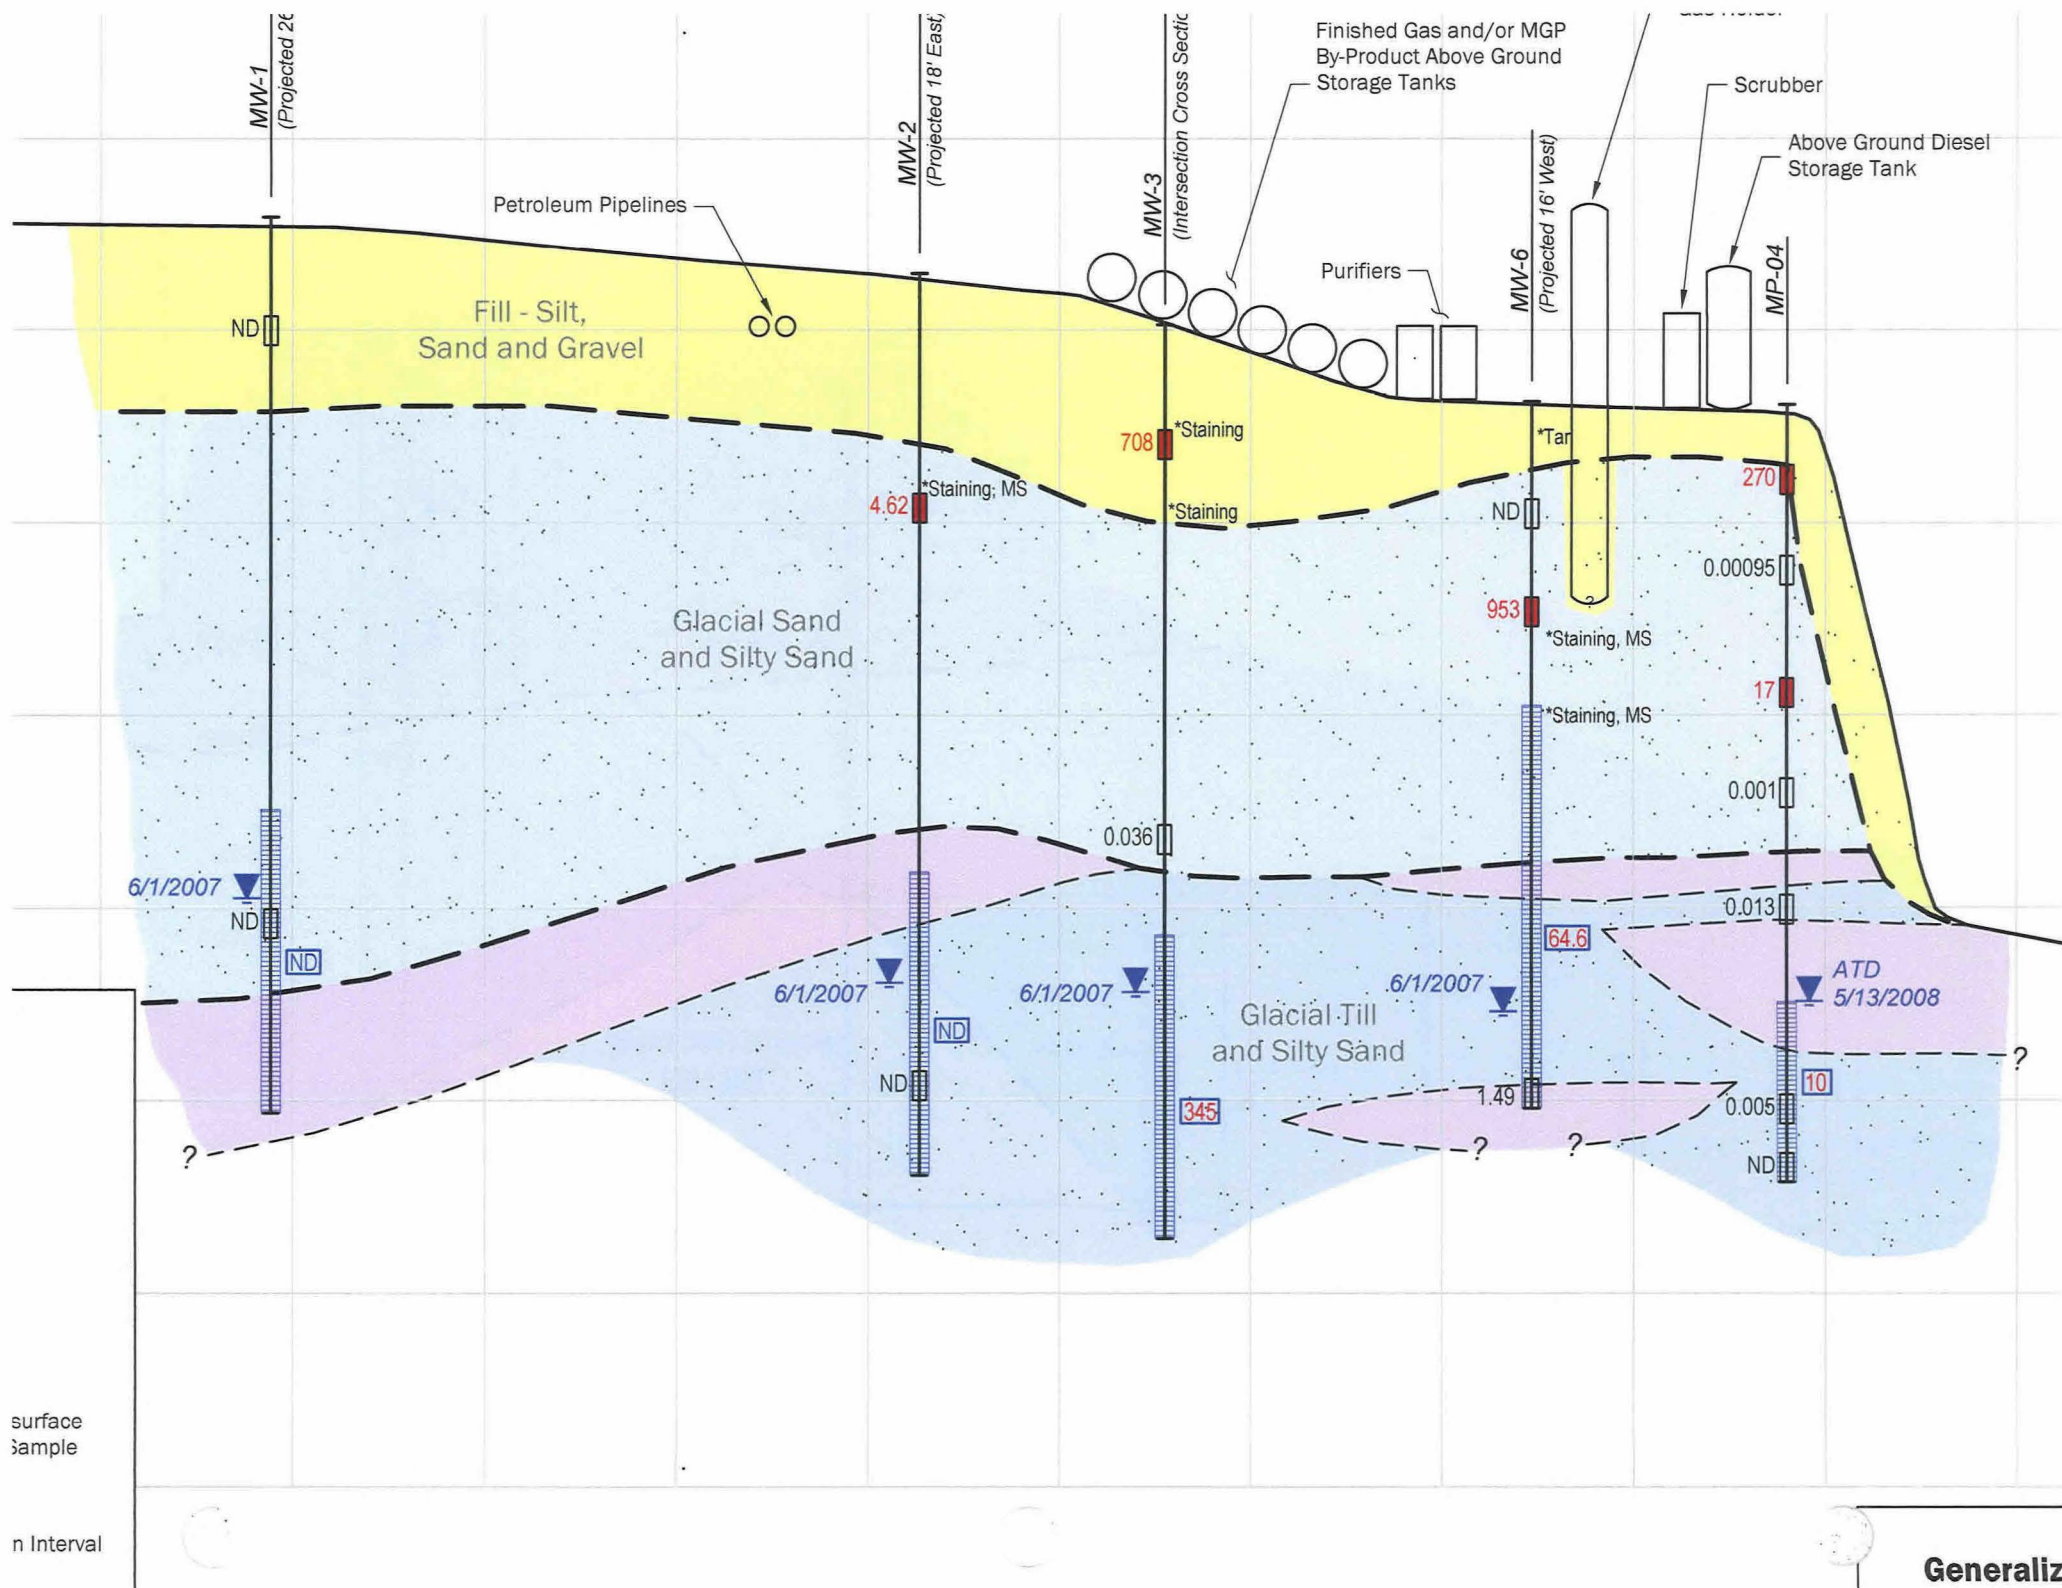 MW-1
(Projected 26
MW-2
(Projected 18' East)
MW-3
(Intersection Cross Sectio
Finished Gas and/or MGP
By-Product Above Ground
Storage Tanks
Gas Holder
Scrubber
Above Ground Diesel
Storage Tank
MW-6
(Projected 16' West)
MP-04
Petroleum Pipelines
Purifiers
Fill - Silt,
Sand and Gravel
ND
708
*Staining
*Tar
270
4.62
*Staining; MS
*Staining
ND
0.00095
953
?
*Staining, MS
Glacial Sand
and Silty Sand
17
*Staining, MS
0.001
0.036
6/1/2007
ND
ND
0.013
64.6
6/1/2007
6/1/2007
6/1/2007
ATD
5/13/2008
ND
Glacial Till
and Silty Sand
?
ND
345
1.49
10
0.005
?
?
?
ND
surface
Sample
n Interval
Generaliz